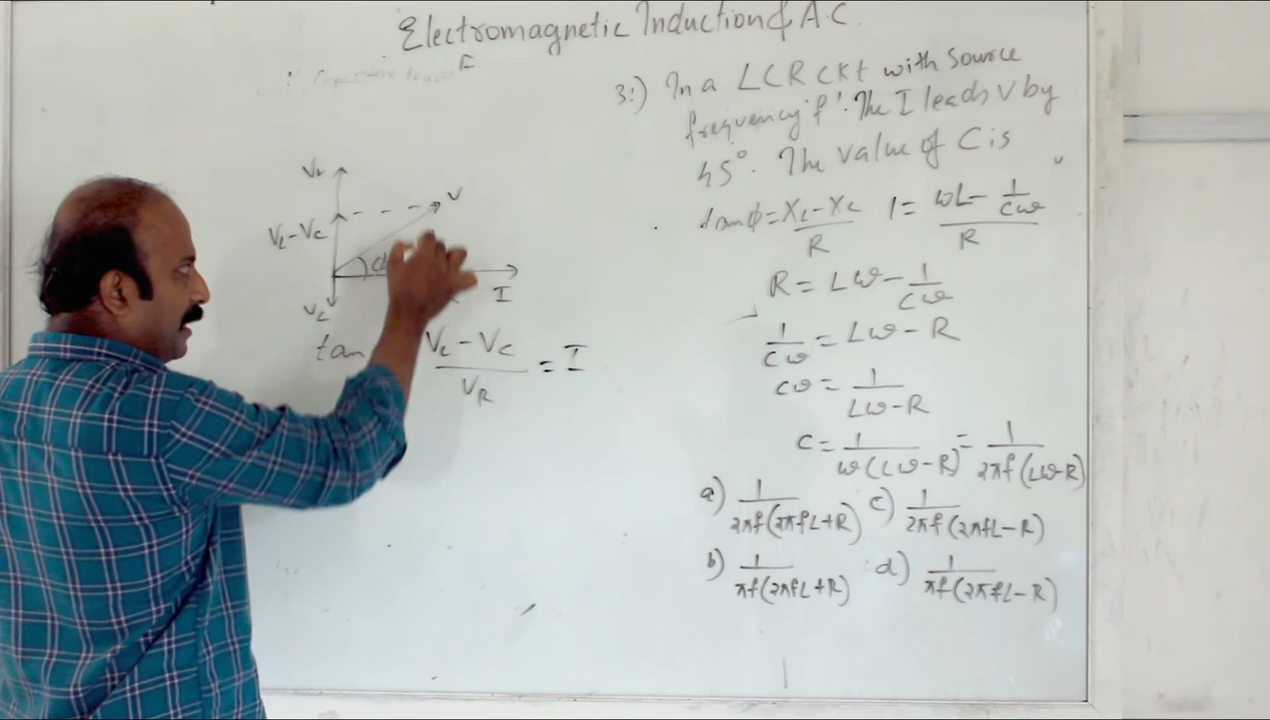 Electromagnetic Induction & A.C.
3:) In a LCR CKt with source
frequency 'f'. The I leads V by
45°. The value of C is
tanφ = XL-XC / R 1 = ωL - 1/Cω / R
R = Lω - 1/Cω
1/Cω = Lω - R
Cω = 1/Lω-R
C = 1/ω(Lω-R) = 1/2πf(Lω-R)
a) 1/2πf(2πfL+R) c) 1/2πf(2πfL-R)
b) 1/πf(2πfL+R) d) 1/πf(2πfL-R)
VL
V
VL-VC
I
VC
tan VL-VC / VR = I